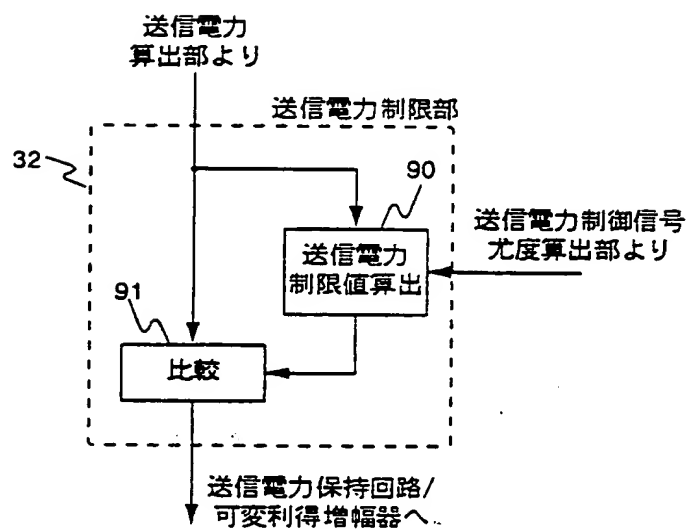 送信電力
算出部より
送信電力制限部
32
90
送信電力制御信号
尤度算出部より
送信電力
制限値算出
91
比較
送信電力保持回路/
可変利得増幅器へ